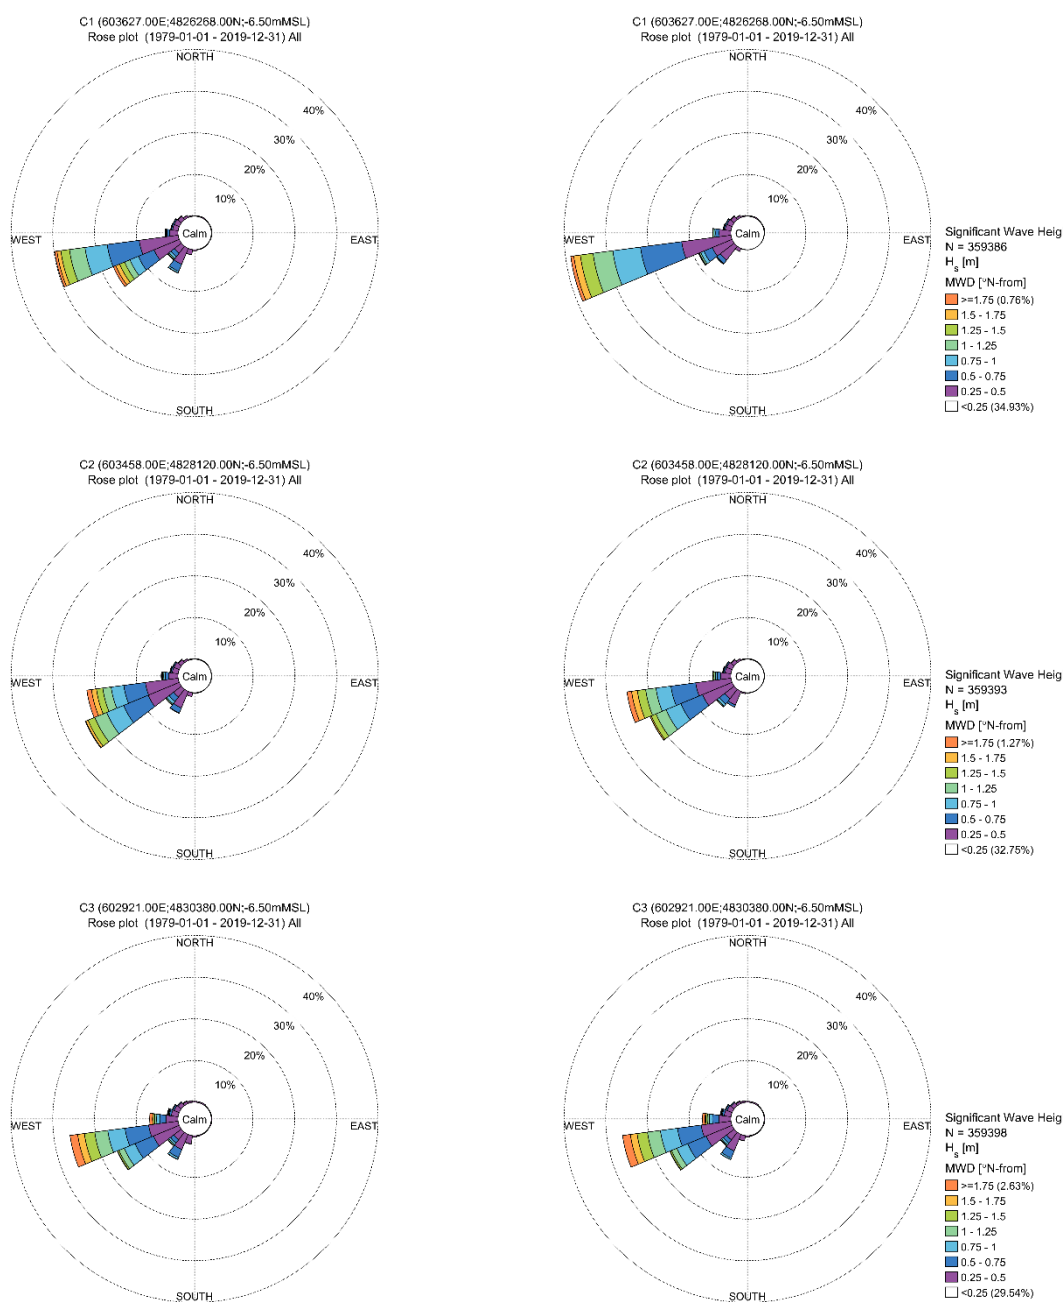 C1 (603627.00E;4826268.00N;-6.50mMSL)
Rose plot (1979-01-01 - 2019-12-31) All
NORTH
40%
30%
20%
10%
Calm
WEST
EAST
SOUTH
C1 (603627.00E;4826268.00N;-6.50mMSL)
Rose plot (1979-01-01 - 2019-12-31) All
NORTH
40%
30%
20%
10%
Calm
WEST
EAST
SOUTH
Significant Wave Heig
N = 359386
Hs [m]
MWD [°N-from]
>=1.75 (0.76%)
1.5 - 1.75
1.25 - 1.5
1 - 1.25
0.75 - 1
0.5 - 0.75
0.25 - 0.5
<0.25 (34.93%)
C2 (603458.00E;4828120.00N;-6.50mMSL)
Rose plot (1979-01-01 - 2019-12-31) All
NORTH
40%
30%
20%
10%
Calm
WEST
EAST
SOUTH
C2 (603458.00E;4828120.00N;-6.50mMSL)
Rose plot (1979-01-01 - 2019-12-31) All
NORTH
40%
30%
20%
10%
Calm
WEST
EAST
SOUTH
Significant Wave Heig
N = 359393
Hs [m]
MWD [°N-from]
>=1.75 (1.27%)
1.5 - 1.75
1.25 - 1.5
1 - 1.25
0.75 - 1
0.5 - 0.75
0.25 - 0.5
<0.25 (32.75%)
C3 (602921.00E;4830380.00N;-6.50mMSL)
Rose plot (1979-01-01 - 2019-12-31) All
NORTH
40%
30%
20%
10%
Calm
WEST
EAST
SOUTH
C3 (602921.00E;4830380.00N;-6.50mMSL)
Rose plot (1979-01-01 - 2019-12-31) All
NORTH
40%
30%
20%
10%
Calm
WEST
EAST
SOUTH
Significant Wave Heig
N = 359398
Hs [m]
MWD [°N-from]
>=1.75 (2.63%)
1.5 - 1.75
1.25 - 1.5
1 - 1.25
0.75 - 1
0.5 - 0.75
0.25 - 0.5
<0.25 (29.54%)